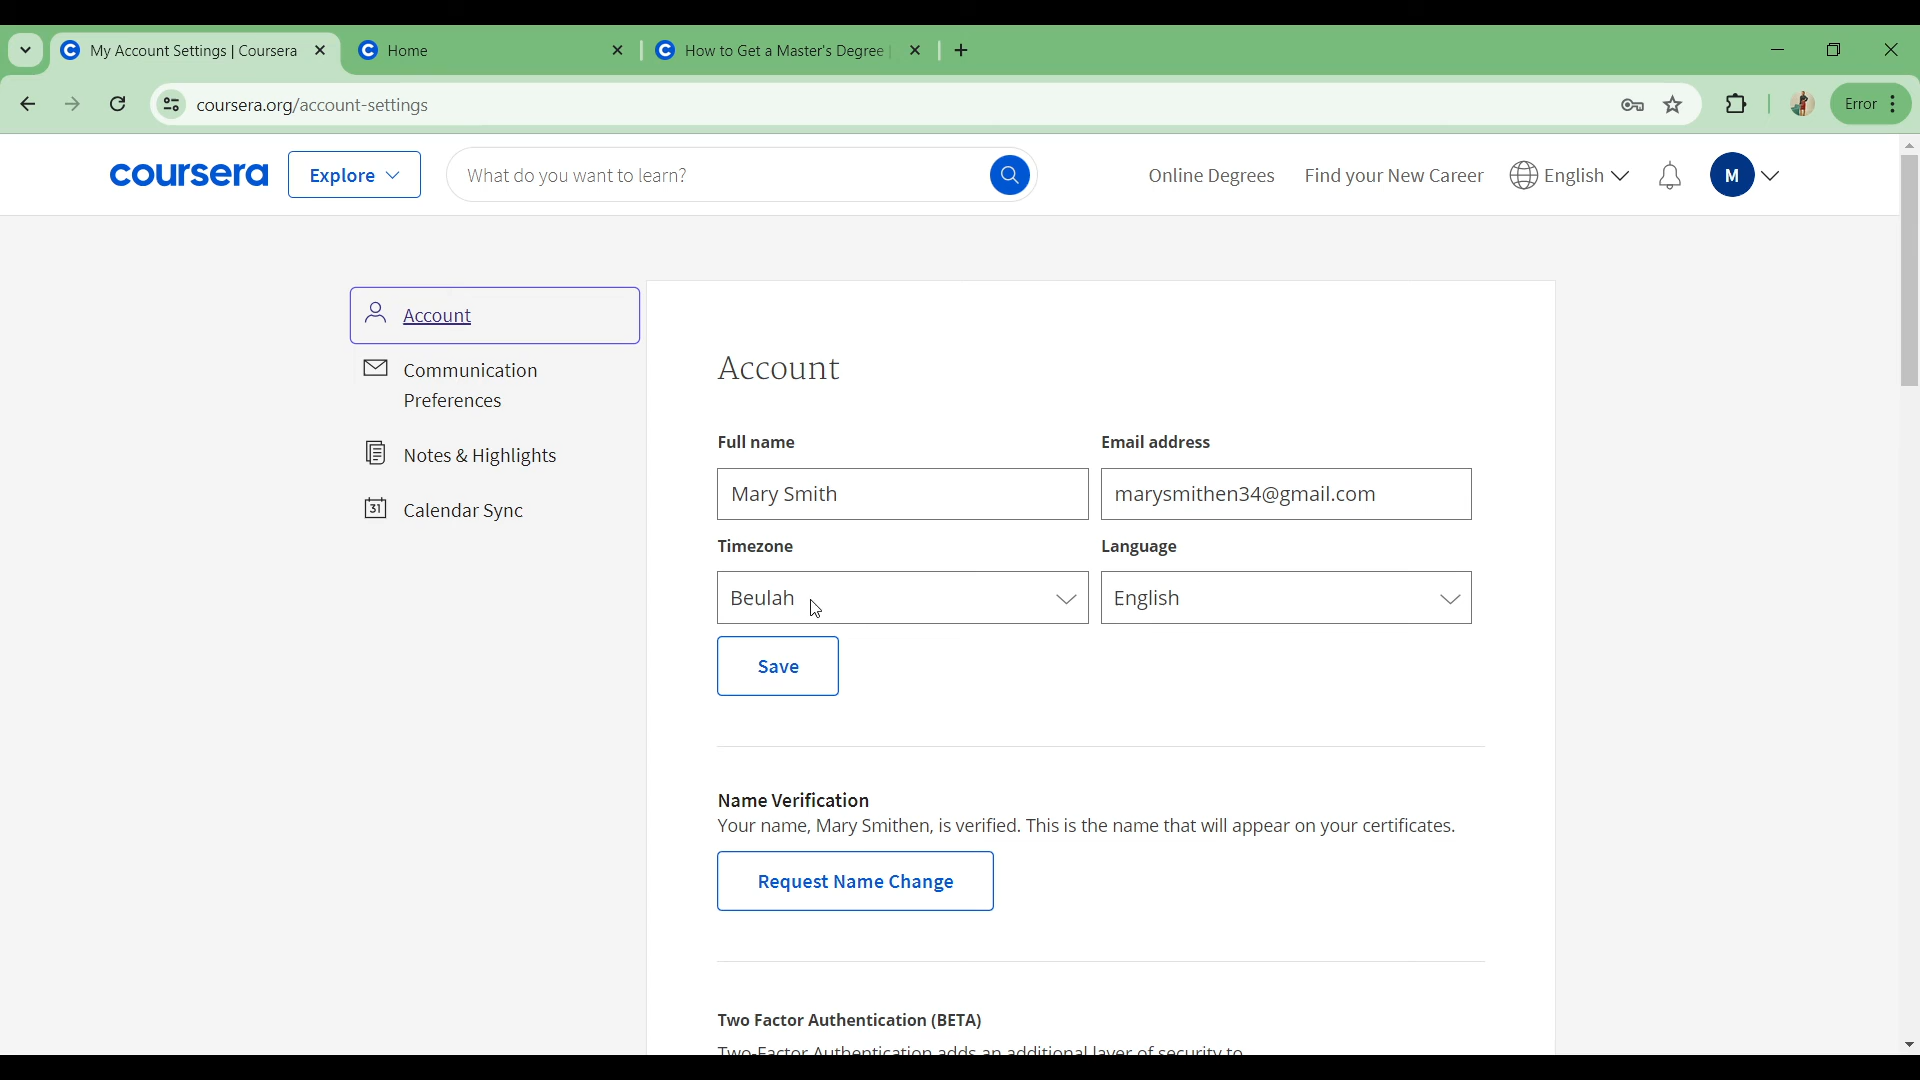 My Account Settings | Coursera
Home
How to Get a Master's Degree |
coursera.org/account-settings
Error
coursera
Explore
What do you want to learn?
Online Degrees
Find your New Career
English
M
Account
Communication
Preferences
Notes & Highlights
31
Calendar Sync
Account
Full name
Email address
Mary Smith
marysmithen34@gmail.com
Timezone
Language
Beulah
English
Save
Name Verification
Your name, Mary Smithen, is verified. This is the name that will appear on your certificates.
Request Name Change
Two Factor Authentication (BETA)
Two-Factor Authentication adds an additional layer of security to